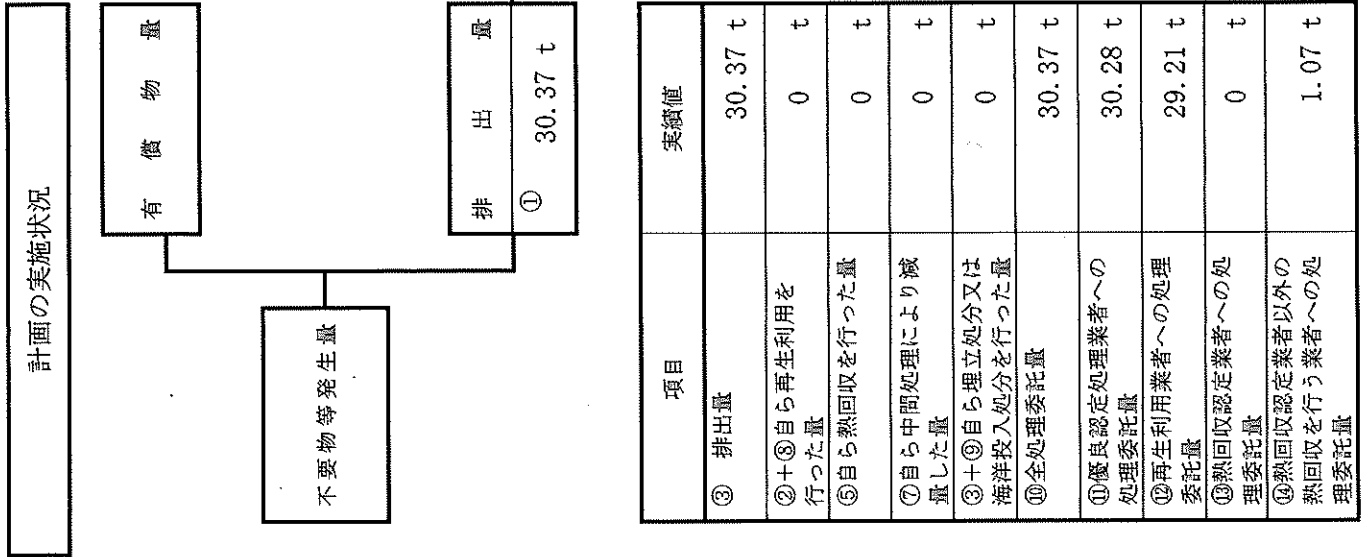 計画の実施状況
有償物量
不要物等発生量
排出量
① 30.37 t
項目 実績値
③ 排出量 30.37 t
②+⑧自ら再生利用を
行った量 0 t
⑤自ら熱回収を行った量 0 t
⑦自ら中間処理により減
量した量 0 t
③+⑨自ら埋立処分又は
海洋投入処分を行った量 0 t
⑩全処理委託量 30.37 t
⑪優良認定処理業者への
処理委託量 30.28 t
⑫再生利用業者への処理
委託量 29.21 t
⑬熱回収認定業者への処
理委託量 0 t
⑭熱回収認定業者以外の
熱回収を行う業者への処
理委託量 1.07 t